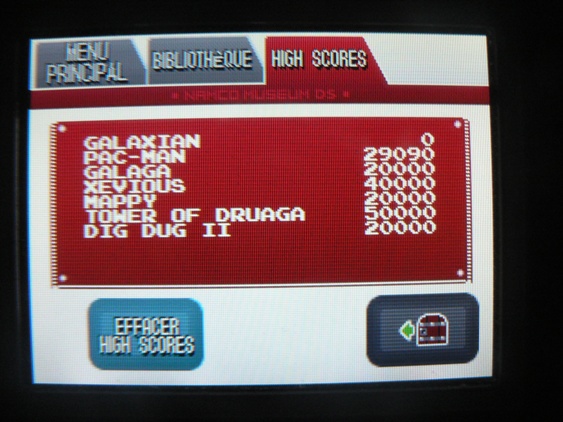 MENU PRINCIPAL
BIBLIOTHÈQUE
HIGH SCORES
NAMCO MUSEUM DS
GALAXIAN 0
PAC-MAN 29090
GALAGA 20000
XEVIOUS 40000
MAPPY 20000
TOWER OF DRUAGA 50000
DIG DUG II 20000
EFFACER
HIGH SCORES